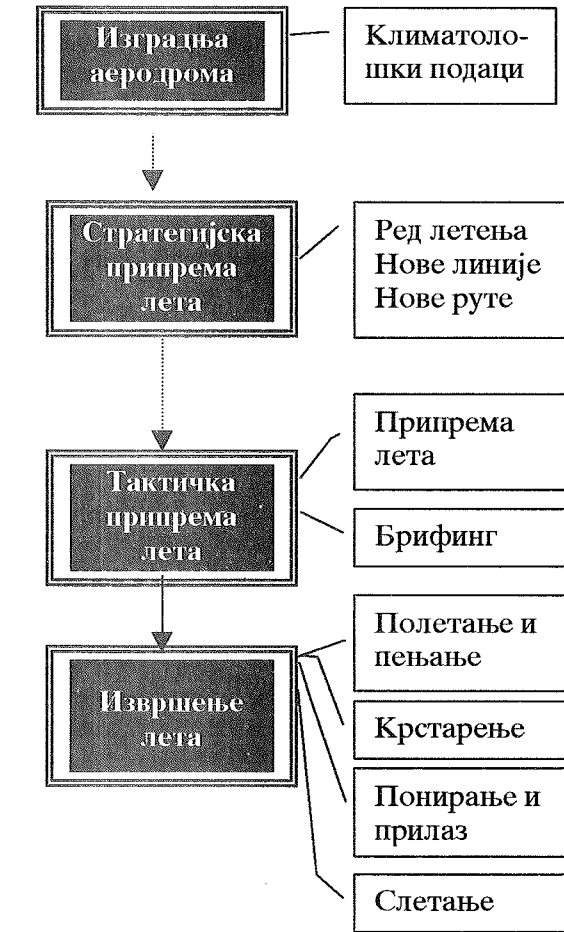 Изградња
аеродрома
Климатоло-
шки подаци
Стратегијска
припрема
лета
Ред летења
Нове линије
Нове руте
Тактичка
припрема
лета
Припрема
лета
Брифинг
Извршење
лета
Полетање и
пењање
Крстарење
Понирање и
прилаз
Слетање